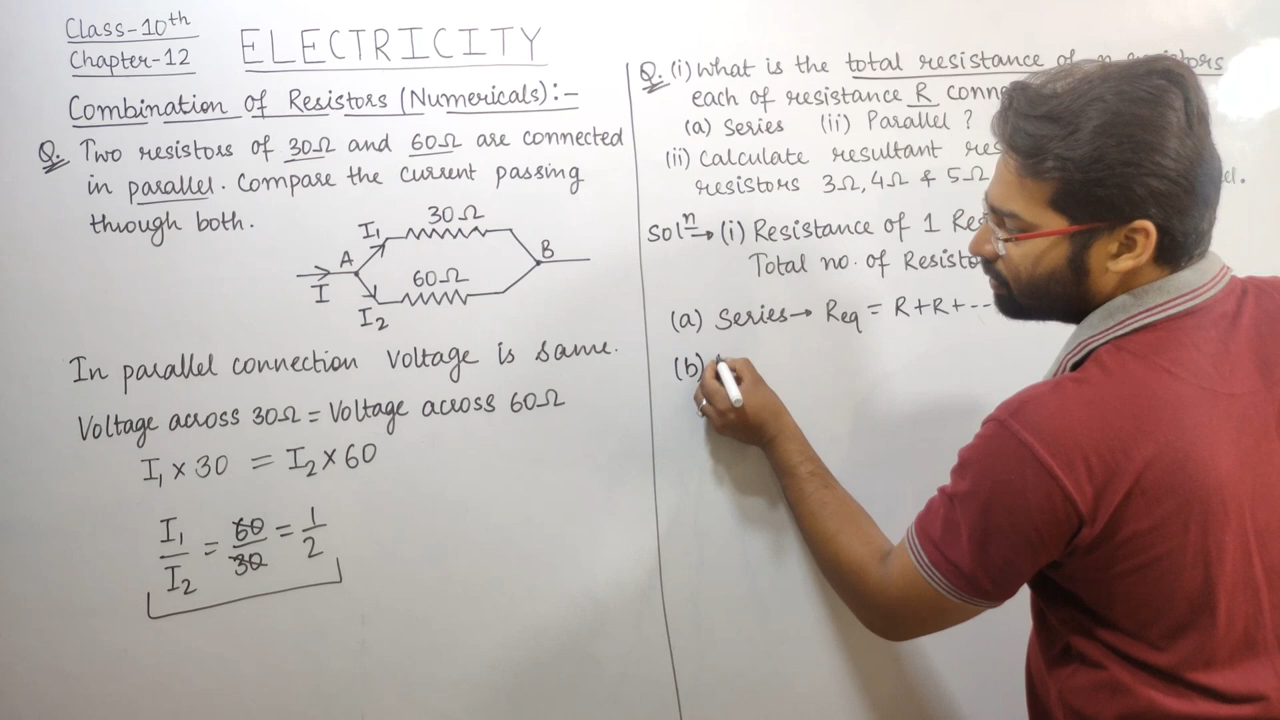 Class-10th
Chapter-12
ELECTRICITY
Combination of Resistors (Numericals):-
Q. Two resistors of 30Ω and 60Ω are connected
in parallel. Compare the current passing
through both.
30Ω
I₁
A
B
I
60Ω
I₂
In parallel connection Voltage is same.
Voltage across 30Ω = Voltage across 60Ω
I₁ × 30 = I₂ × 60
I₁/I₂ = 60/30 = 1/2
Q. (i) What is the total resistance of n resistors
each of resistance R
(a) Series (ii) Parallel ?
(ii) Calculate resultant
resistors 3Ω, 4Ω & 5Ω
Solⁿ → (i) Resistance of 1
Total no. of
(a) Series → Req = R+R+---
(b)